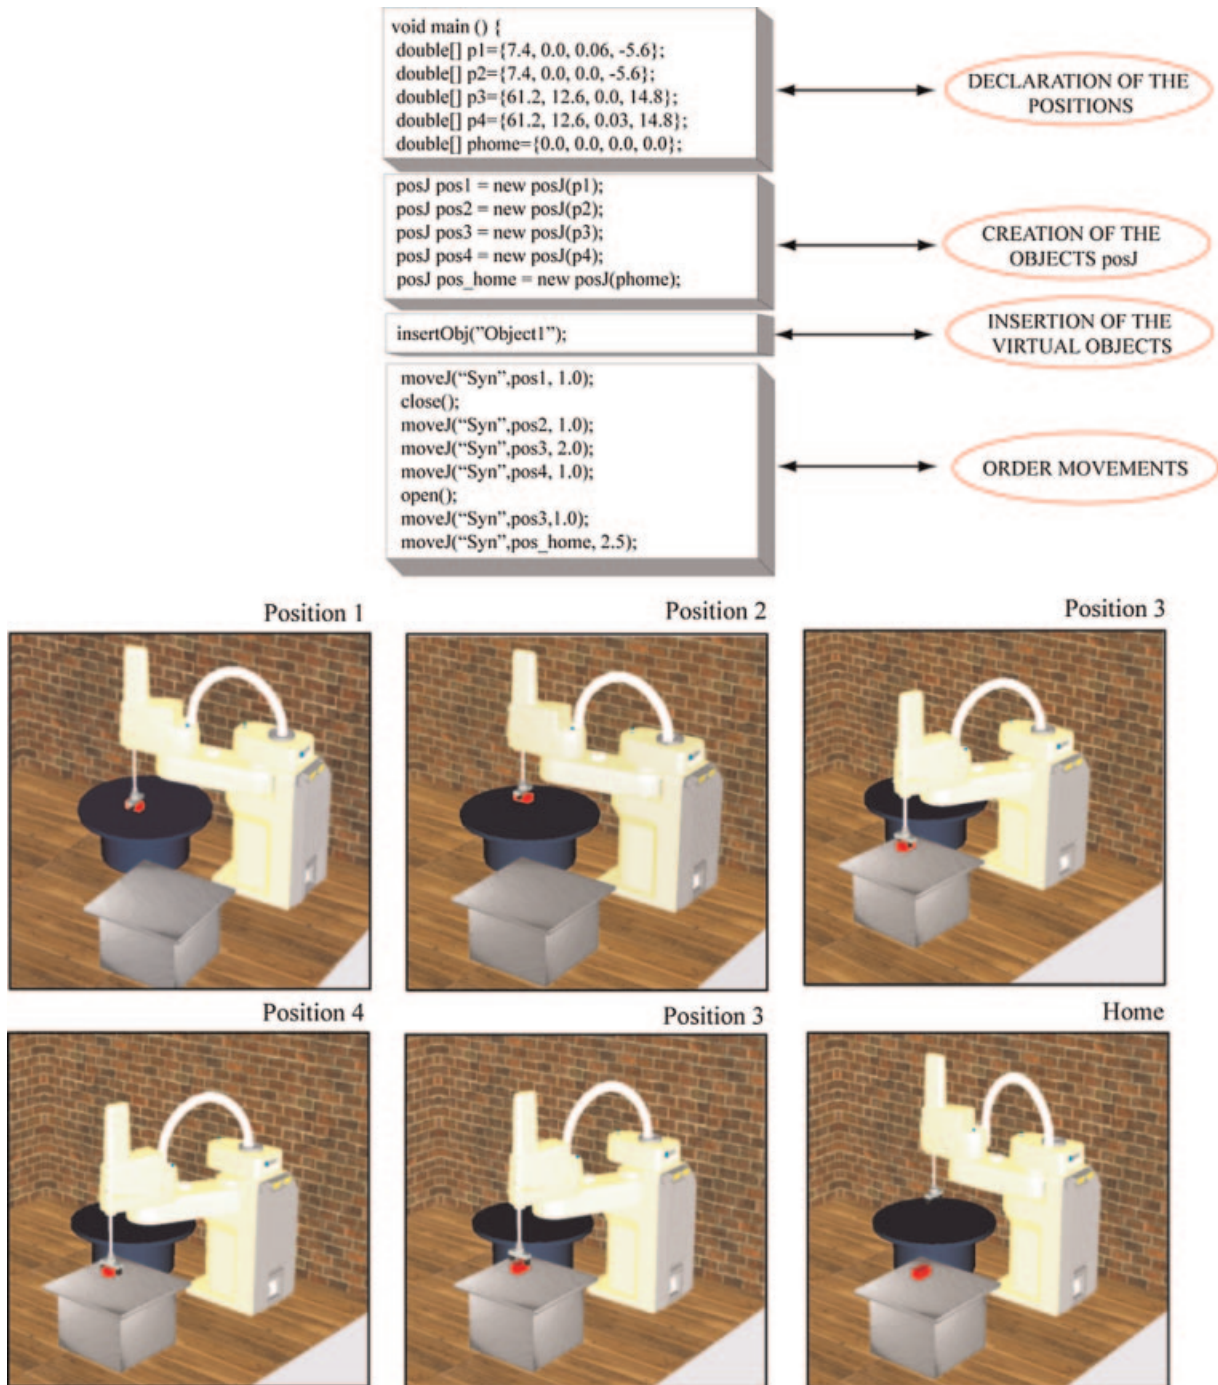 void main () {
double[] p1={7.4, 0.0, 0.06, -5.6};
double[] p2={7.4, 0.0, 0.0, -5.6};
double[] p3={61.2, 12.6, 0.0, 14.8};
double[] p4={61.2, 12.6, 0.03, 14.8};
double[] phome={0.0, 0.0, 0.0, 0.0};
DECLARATION OF THE
POSITIONS
posJ pos1 = new posJ(p1);
posJ pos2 = new posJ(p2);
posJ pos3 = new posJ(p3);
posJ pos4 = new posJ(p4);
posJ pos_home = new posJ(phome);
CREATION OF THE
OBJECTS posJ
insertObj(”Object1”);
INSERTION OF THE
VIRTUAL OBJECTS
moveJ(“Syn”,pos1, 1.0);
close();
moveJ(“Syn”,pos2, 1.0);
moveJ(“Syn”,pos3, 2.0);
moveJ(“Syn”,pos4, 1.0);
open();
moveJ(“Syn”,pos3,1.0);
moveJ(“Syn”,pos_home, 2.5);
ORDER MOVEMENTS
Position 1
Position 2
Position 3
Position 4
Position 3
Home